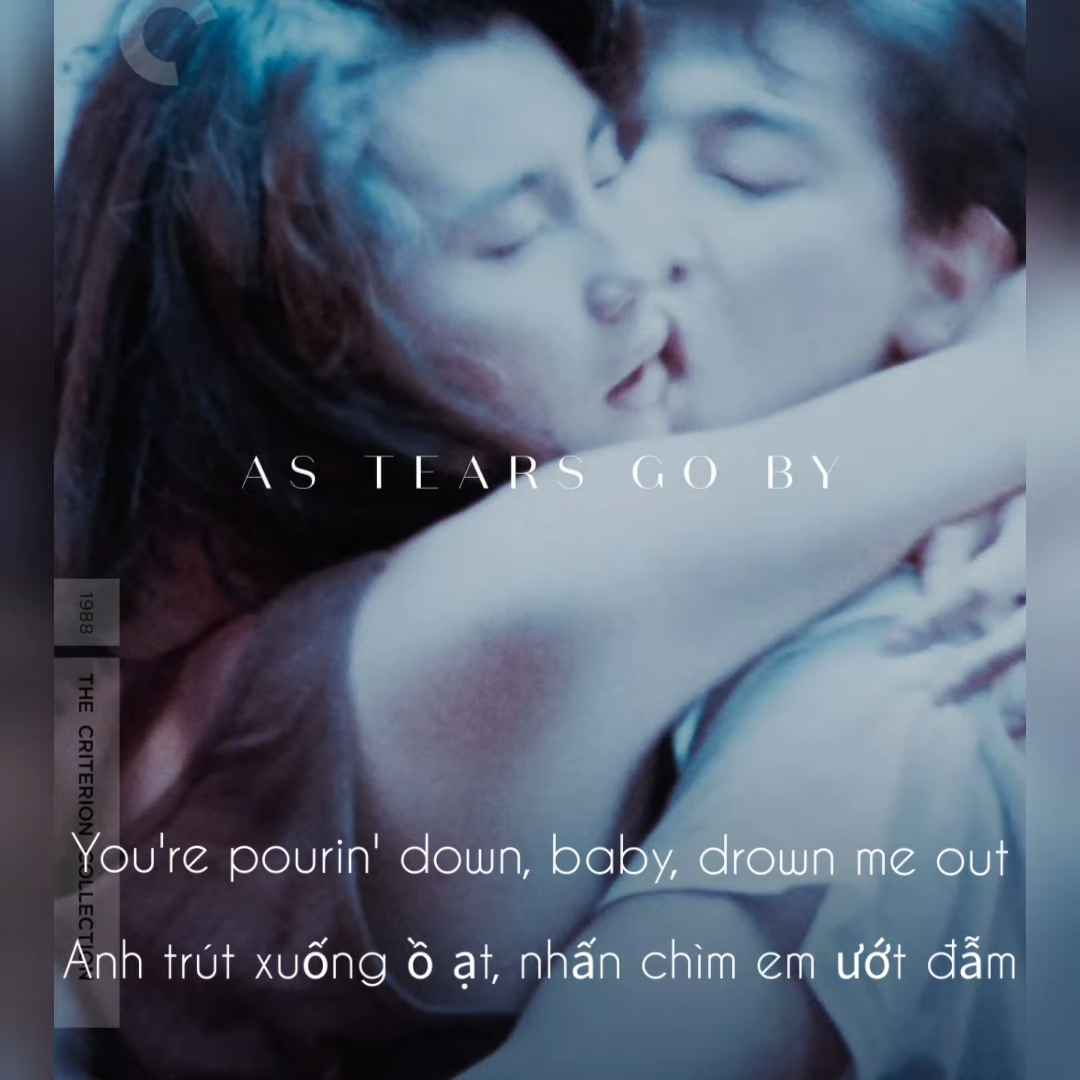 AS TEARS GO BY
1988
THE CRITERION COLLECTION
You're pourin' down, baby, drown me out
Anh trút xuống ồ ạt, nhấn chìm em ướt đẫm